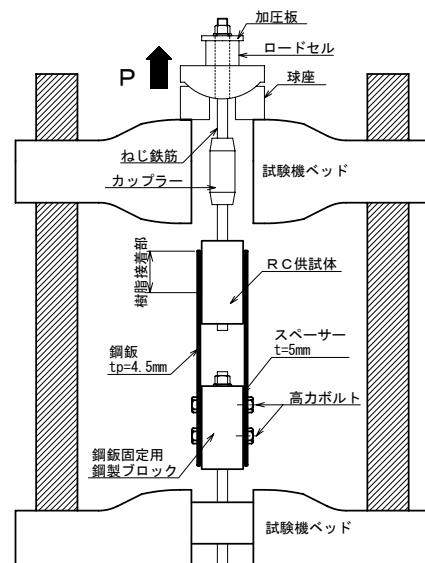 加圧板
ロードセル
P
球座
ねじ鉄筋
カップラー
試験機ベッド
樹脂接着部
RC供試体
鋼鈑
tp=4.5mm
スペーサー
t=5mm
高力ボルト
鋼鈑固定用
鋼製ブロック
試験機ベッド